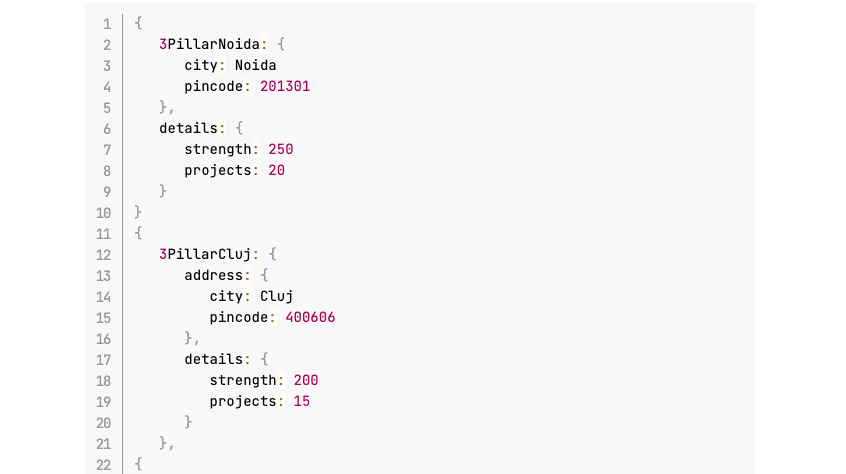 1 {
2    3PillarNoida: {
3       city: Noida
4       pincode: 201301
5    },
6    details: {
7       strength: 250
8       projects: 20
9    }
10 }
11 {
12    3PillarCluj: {
13       address: {
14          city: Cluj
15          pincode: 400606
16       },
17       details: {
18          strength: 200
19          projects: 15
20       }
21    },
22 {